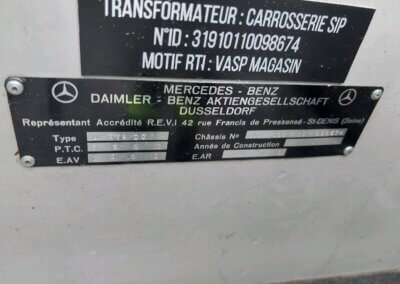 TRANSFORMATEUR : CARROSSERIE SIP
N°ID : 31910110098674
MOTIF RTI : VASP MAGASIN
MERCEDES - BENZ
DAIMLER - BENZ AKTIENGESELLSCHAFT
DUSSELDORF
Représentant Accrédité R.E.V.I 42 rue Francis de Pressensé - St-DENIS (Seine)
Type Châssis No
P.T.C. Année de Construction
E.AV E.AR